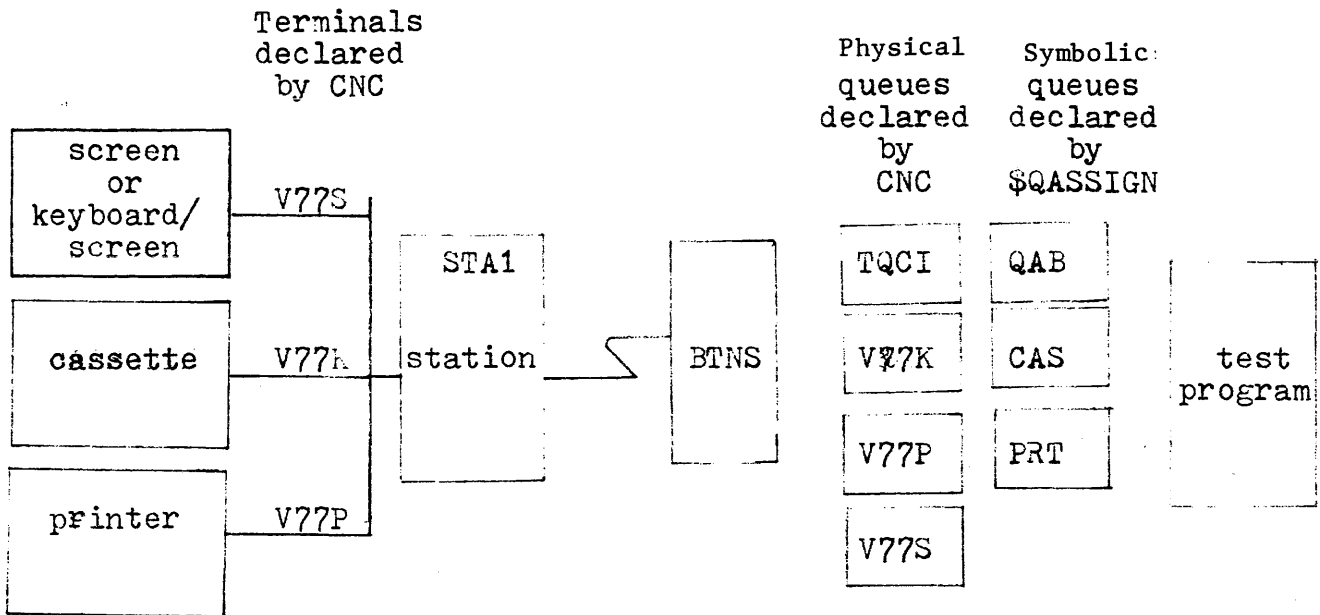 Terminals
declared
by CNC
Physical
queues
declared
by
CNC
Symbolic
queues
declared
by
$QASSIGN
screen
or
keyboard/
screen
V77S
cassette
V77K
printer
V77P
STA1
station
BTNS
TQCI
V77K
V77P
V77S
QAB
CAS
PRT
test
program